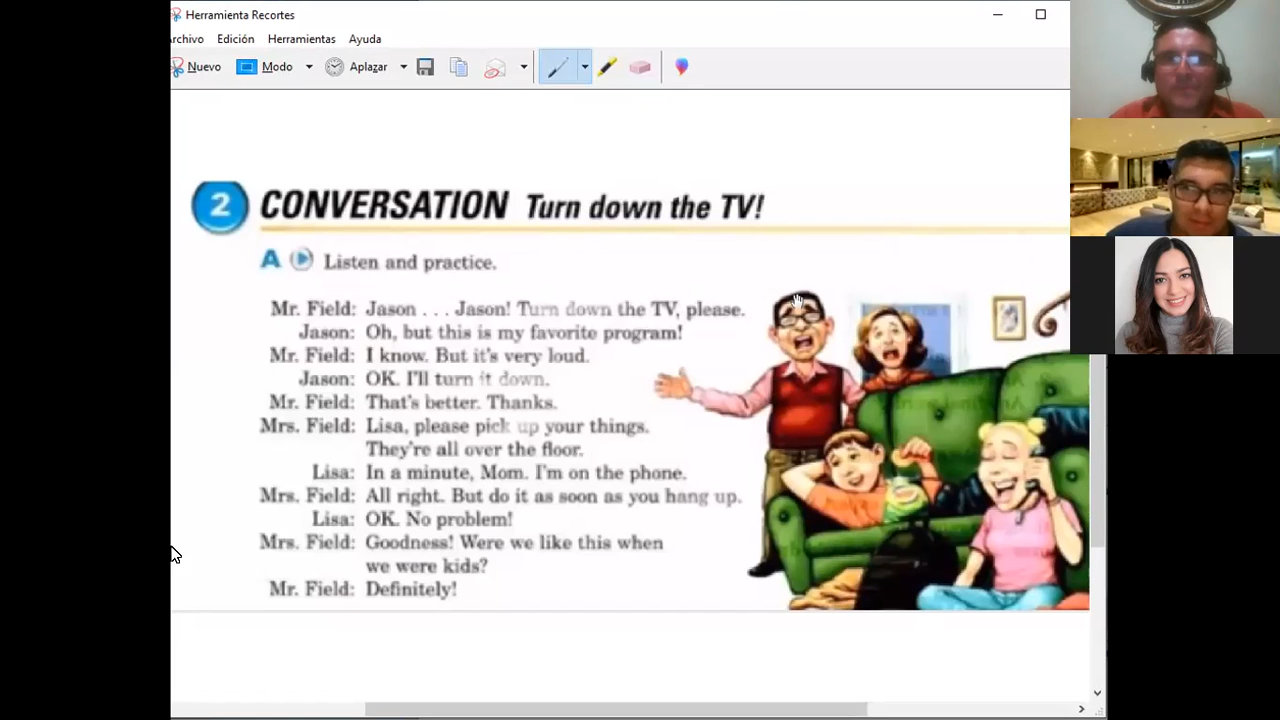 Herramienta Recortes
rchivo Edición Herramientas Ayuda
Nuevo Modo Aplazar
2 CONVERSATION Turn down the TV!
A Listen and practice.
Mr. Field: Jason . . . Jason! Turn down the TV, please.
Jason: Oh, but this is my favorite program!
Mr. Field: I know. But it's very loud.
Jason: OK. I'll turn it down.
Mr. Field: That's better. Thanks.
Mrs. Field: Lisa, please pick up your things.
They're all over the floor.
Lisa: In a minute, Mom. I'm on the phone.
Mrs. Field: All right. But do it as soon as you hang up.
Lisa: OK. No problem!
Mrs. Field: Goodness! Were we like this when
we were kids?
Mr. Field: Definitely!